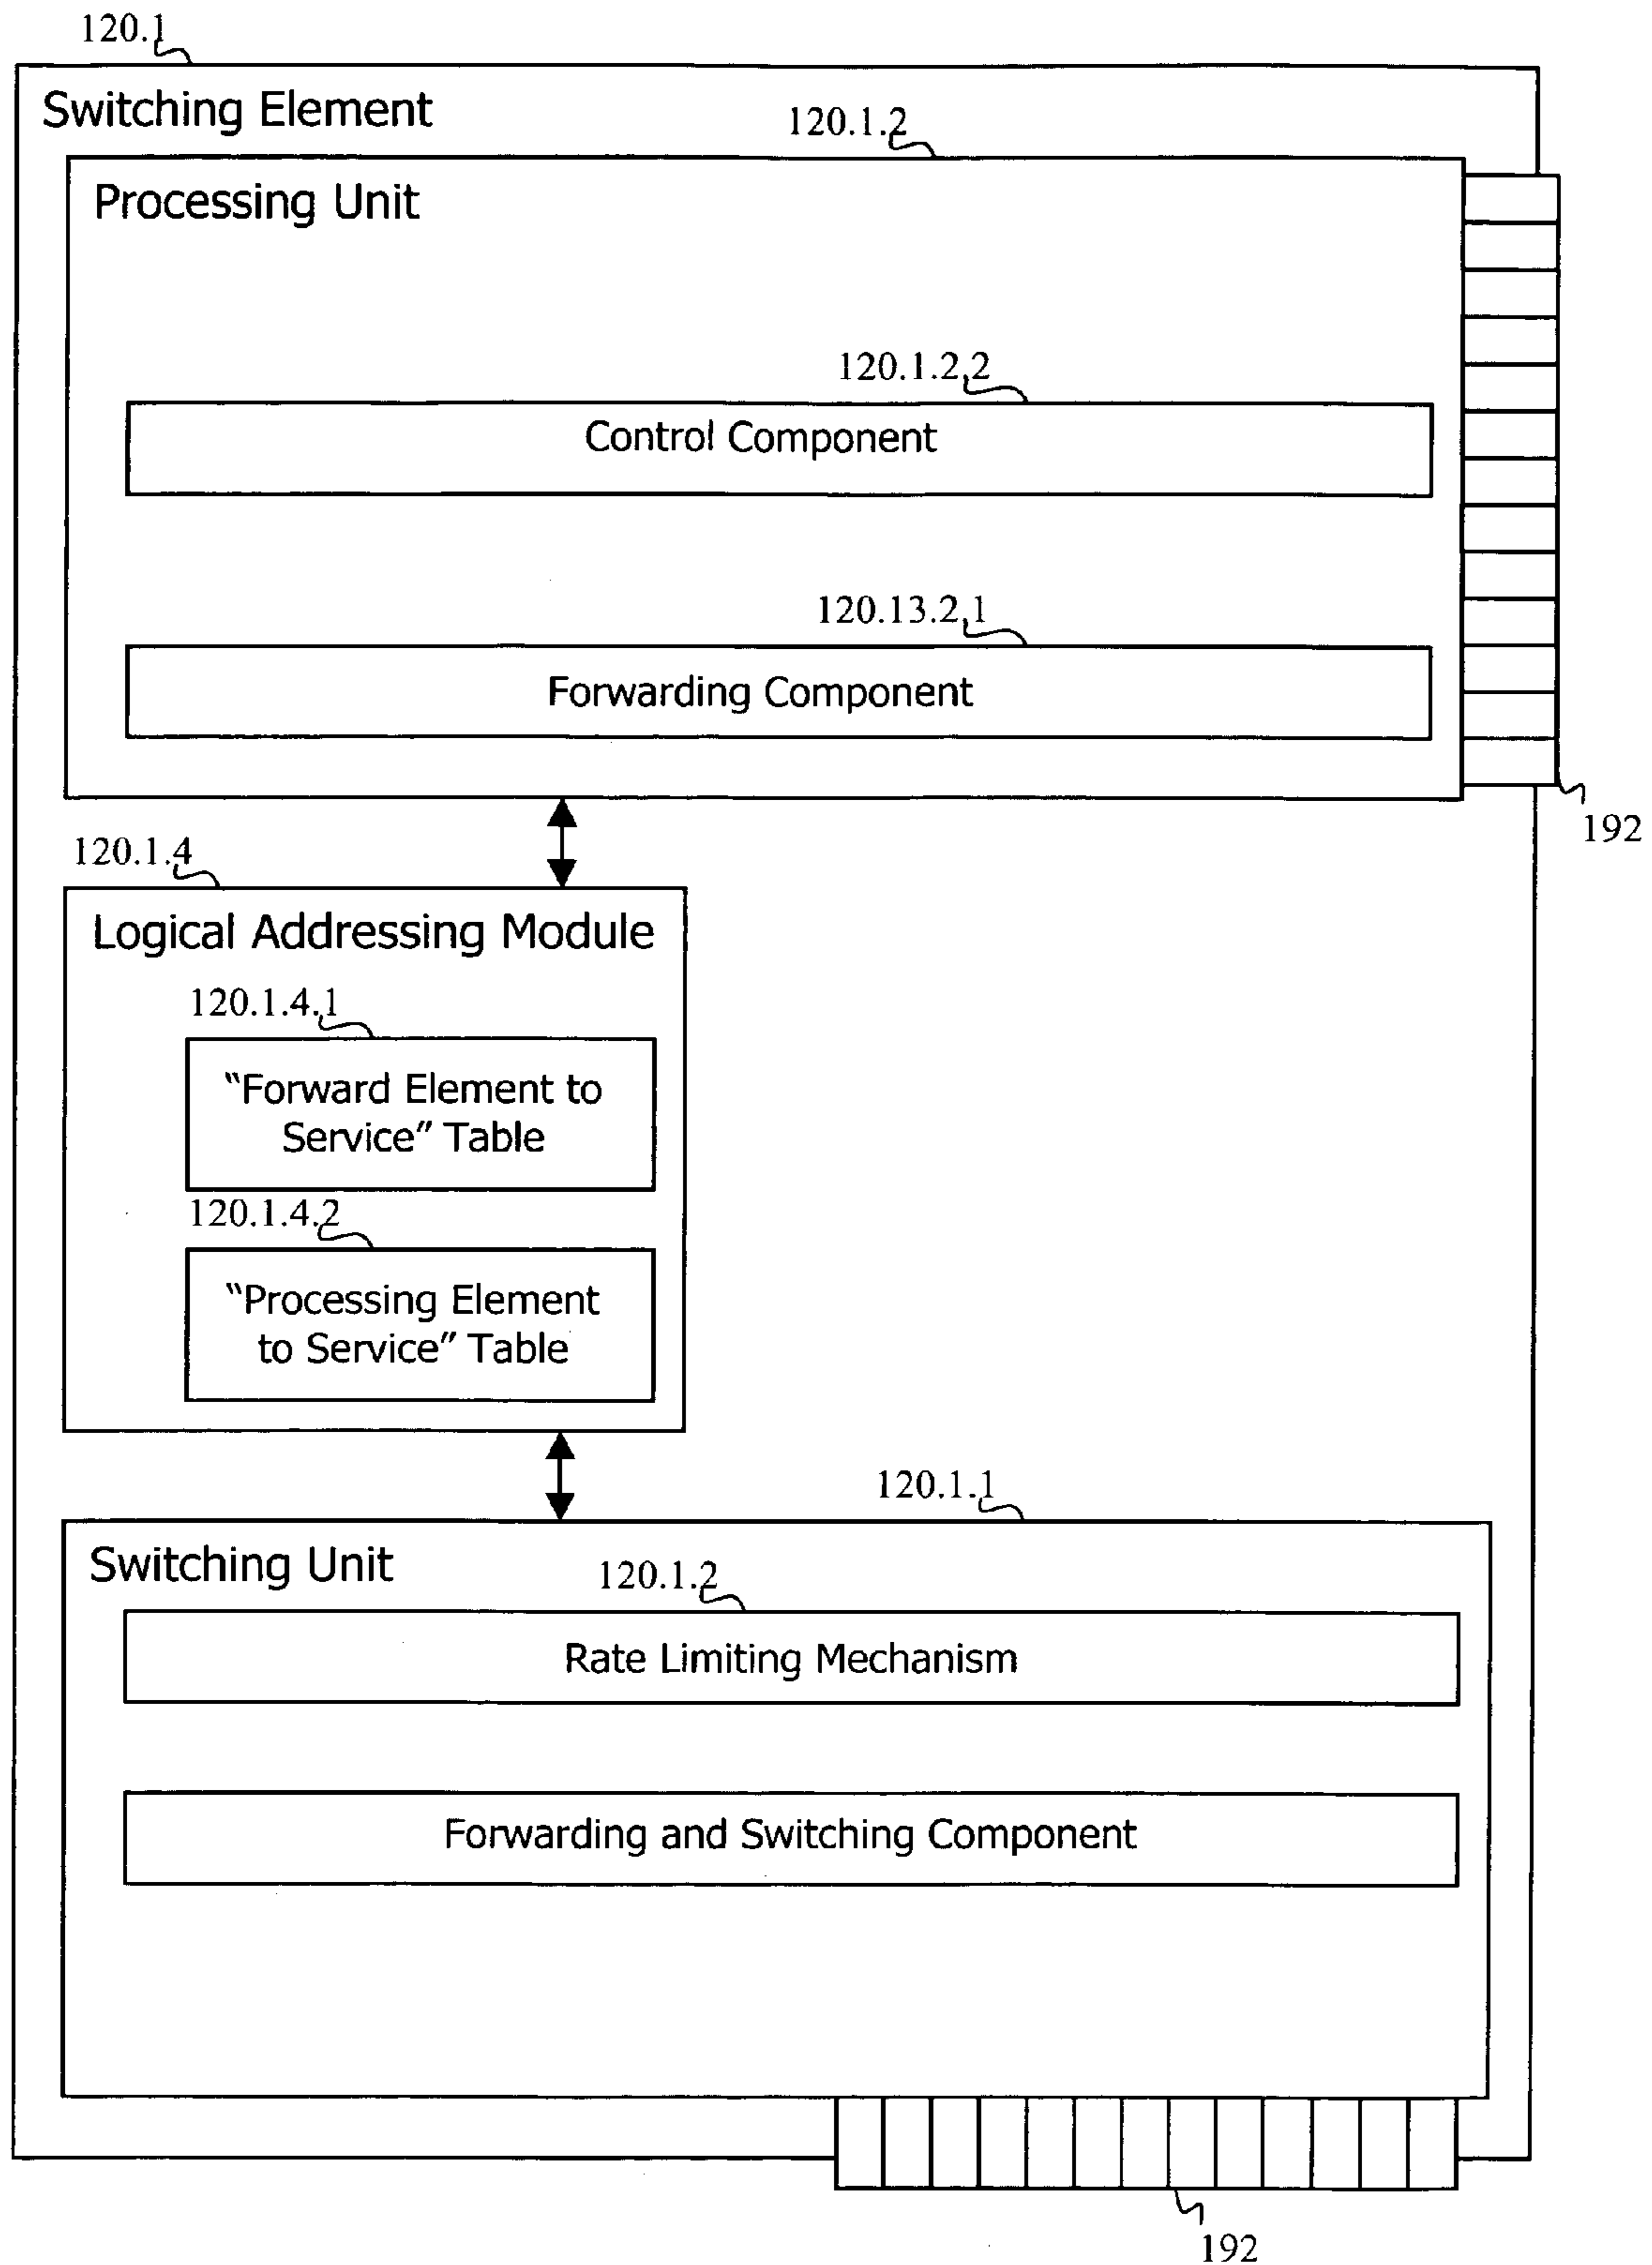 120.1
Switching Element
120.1.2
Processing Unit
120.1.2.2
Control Component
120.13.2.1
Forwarding Component
192
120.1.4
Logical Addressing Module
120.1.4.1
“Forward Element to
Service” Table
120.1.4.2
“Processing Element
to Service” Table
120.1.1
Switching Unit
120.1.2
Rate Limiting Mechanism
Forwarding and Switching Component
192